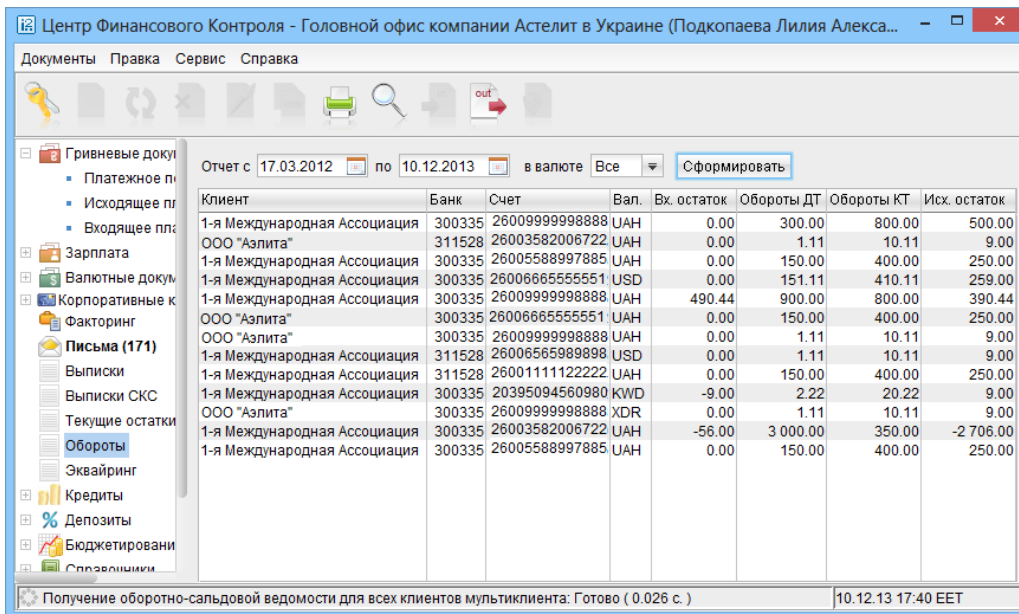 Центр Финансового Контроля - Головной офис компании Астелит в Украине (Подкопаева Лилия Алекса...
Документы Правка Сервис Справка
out
Гривневые доку
Платежное п
Исходящее пл
Входящее пла
Зарплата
Валютные докум
Корпоративные к
Факторинг
Письма (171)
Выписки
Выписки СКС
Текущие остатки
Обороты
Эквайринг
Кредиты
% Депозиты
Бюджетировани
Справочники
Отчет с 17.03.2012 по 10.12.2013 в валюте Все Сформировать
Клиент Банк Счет Вал. Вх. остаток Обороты ДТ Обороты КТ Исх. остаток
1-я Международная Ассоциация 300335 26009999998888 UAH 0.00 300.00 800.00 500.00
ООО "Аэлита" 311528 26003582006722 UAH 0.00 1.11 10.11 9.00
1-я Международная Ассоциация 300335 26005588997885 UAH 0.00 150.00 400.00 250.00
1-я Международная Ассоциация 300335 26006665555551 USD 0.00 151.11 410.11 259.00
1-я Международная Ассоциация 300335 26009999998888 UAH 490.44 900.00 800.00 390.44
ООО "Аэлита" 300335 26006665555551 UAH 0.00 150.00 400.00 250.00
ООО "Аэлита" 300335 26009999998888 UAH 0.00 1.11 10.11 9.00
1-я Международная Ассоциация 311528 26006565989898 USD 0.00 1.11 10.11 9.00
1-я Международная Ассоциация 311528 26001111122222 UAH 0.00 150.00 400.00 250.00
1-я Международная Ассоциация 300335 20395094560980 KWD -9.00 2.22 20.22 9.00
ООО "Аэлита" 300335 26009999998888 XDR 0.00 1.11 10.11 9.00
1-я Международная Ассоциация 300335 26003582006722 UAH -56.00 3 000.00 350.00 -2 706.00
1-я Международная Ассоциация 300335 26005588997885 UAH 0.00 150.00 400.00 250.00
Получение оборотно-сальдовой ведомости для всех клиентов мультиклиента: Готово ( 0.026 с. ) 10.12.13 17:40 EET